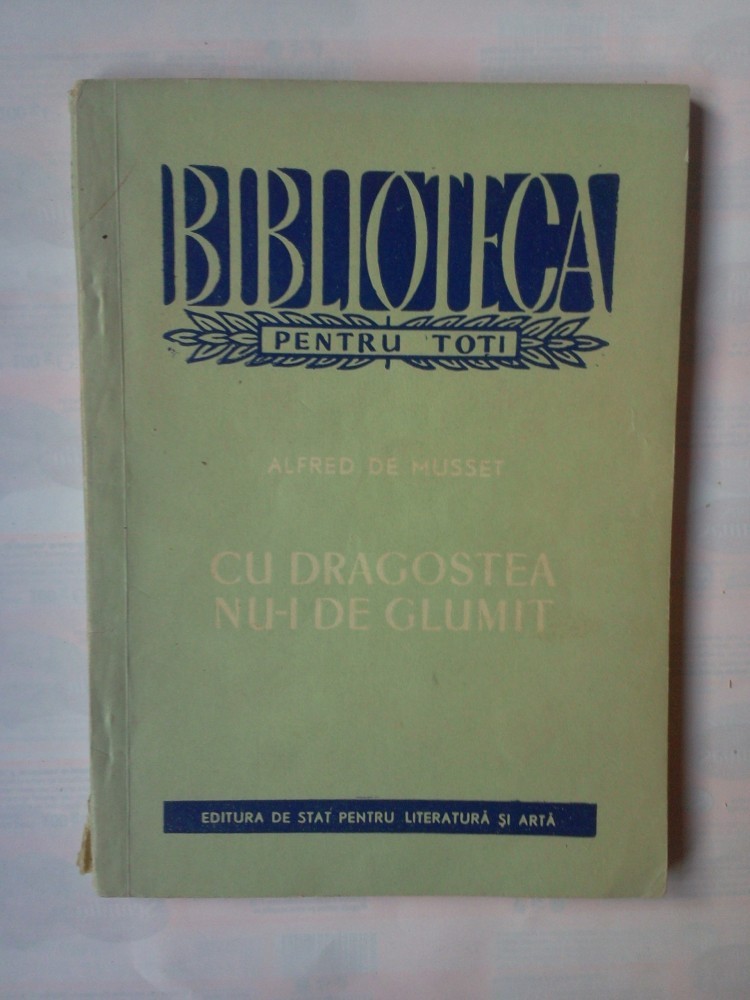 BIBLIOTECA
PENTRU TOȚI
ALFRED DE MUSSET
CU DRAGOSTEA
NU-I DE GLUMIT
EDITURA DE STAT PENTRU LITERATURĂ ȘI ARTĂ